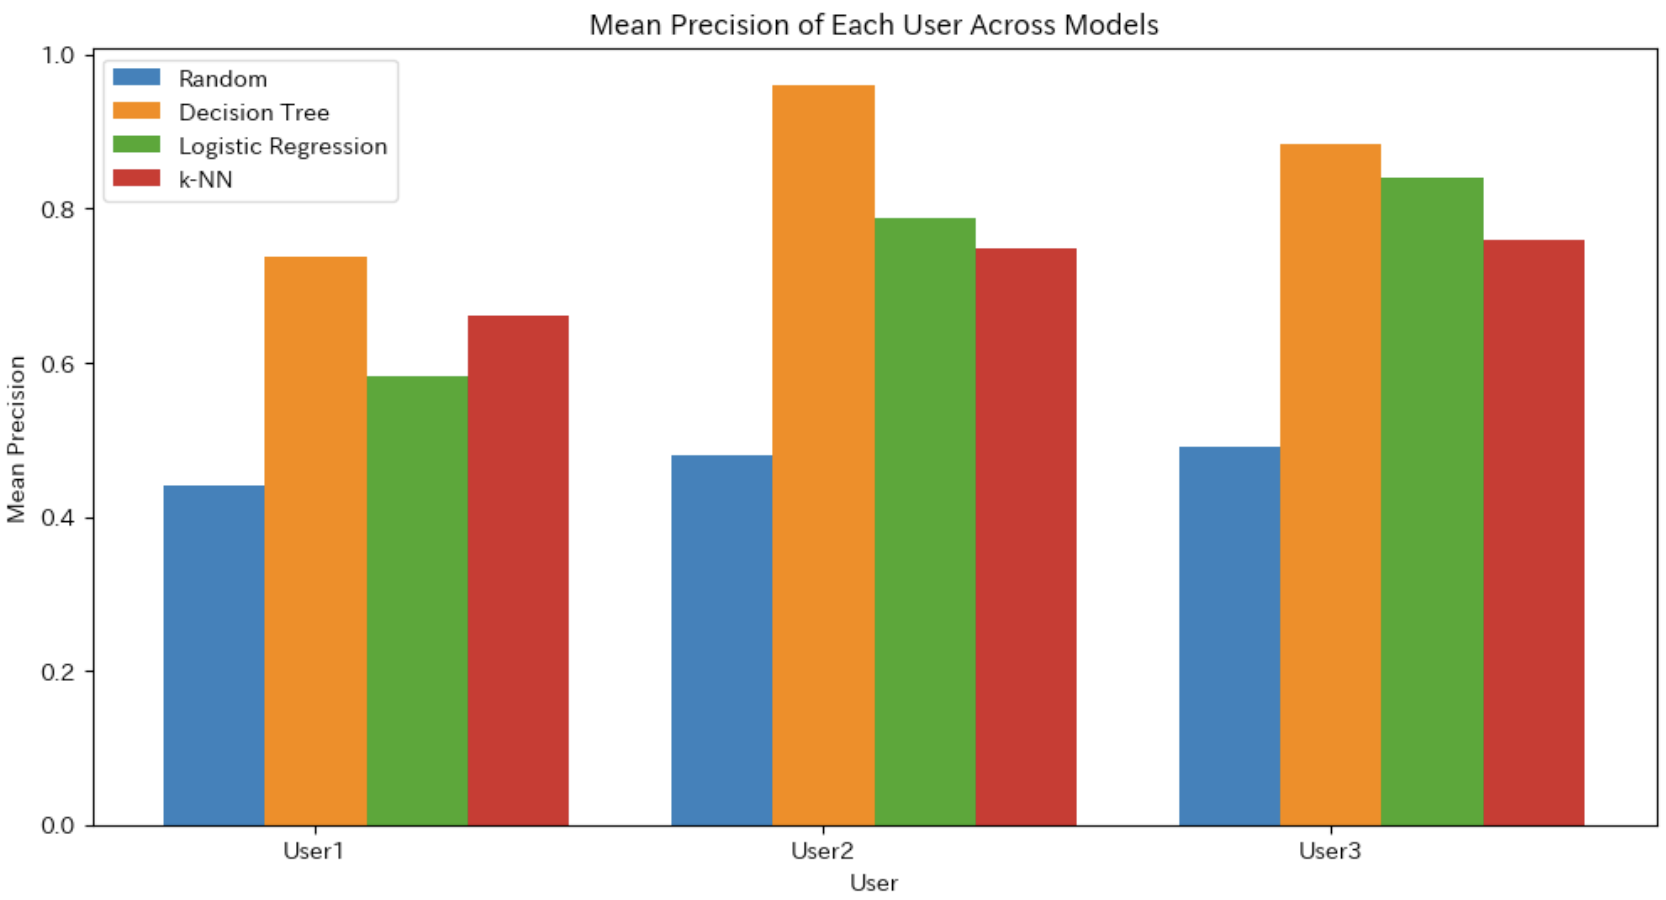 Mean Precision of Each User Across Models
Random
Decision Tree
Logistic Regression
k-NN
Mean Precision
1.0
0.8
0.6
0.4
0.2
0.0
User1
User2
User3
User